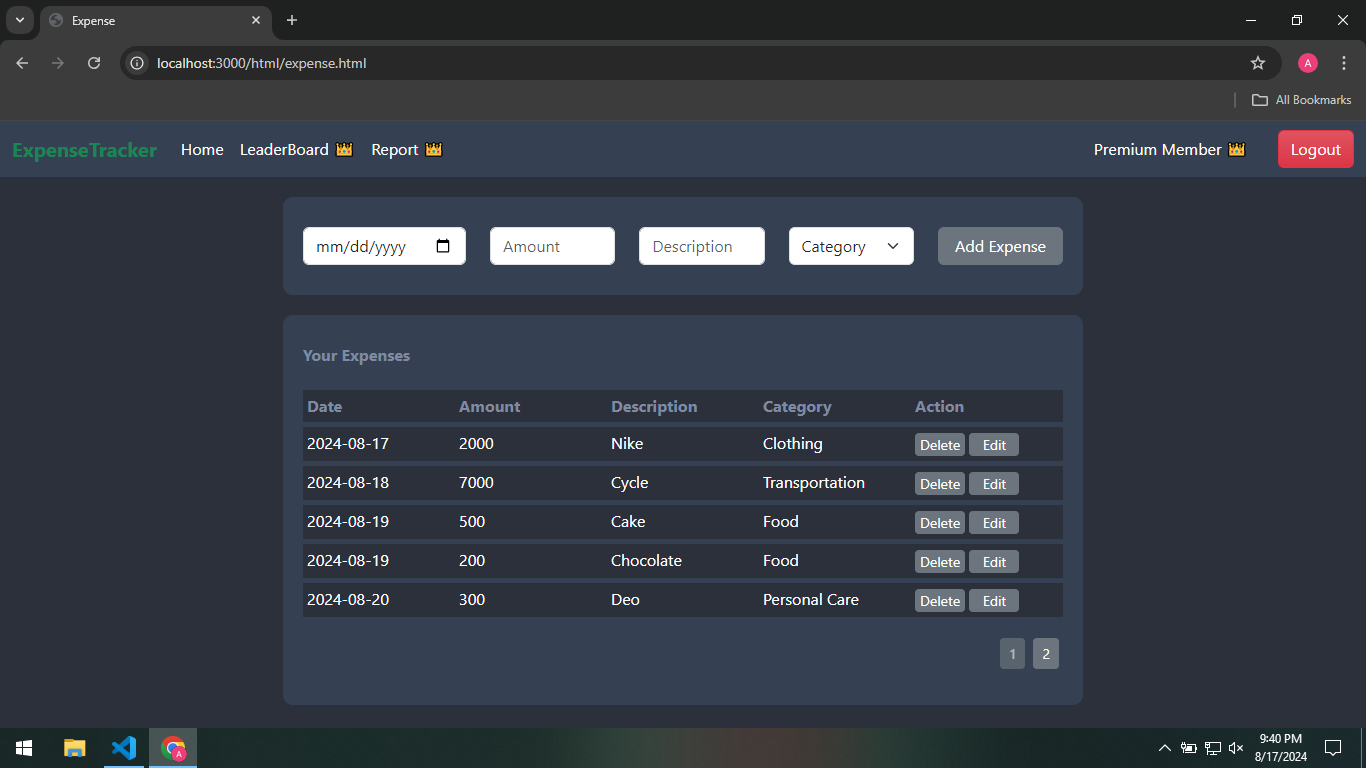 Expense
localhost:3000/html/expense.html
All Bookmarks
ExpenseTracker Home LeaderBoard 👑 Report 👑 Premium Member 👑 Logout
mm/dd/yyyy Amount Description Category Add Expense
Your Expenses
Date Amount Description Category Action
2024-08-17 2000 Nike Clothing Delete Edit
2024-08-18 7000 Cycle Transportation Delete Edit
2024-08-19 500 Cake Food Delete Edit
2024-08-19 200 Chocolate Food Delete Edit
2024-08-20 300 Deo Personal Care Delete Edit
1 2
A
A
9:40 PM
8/17/2024